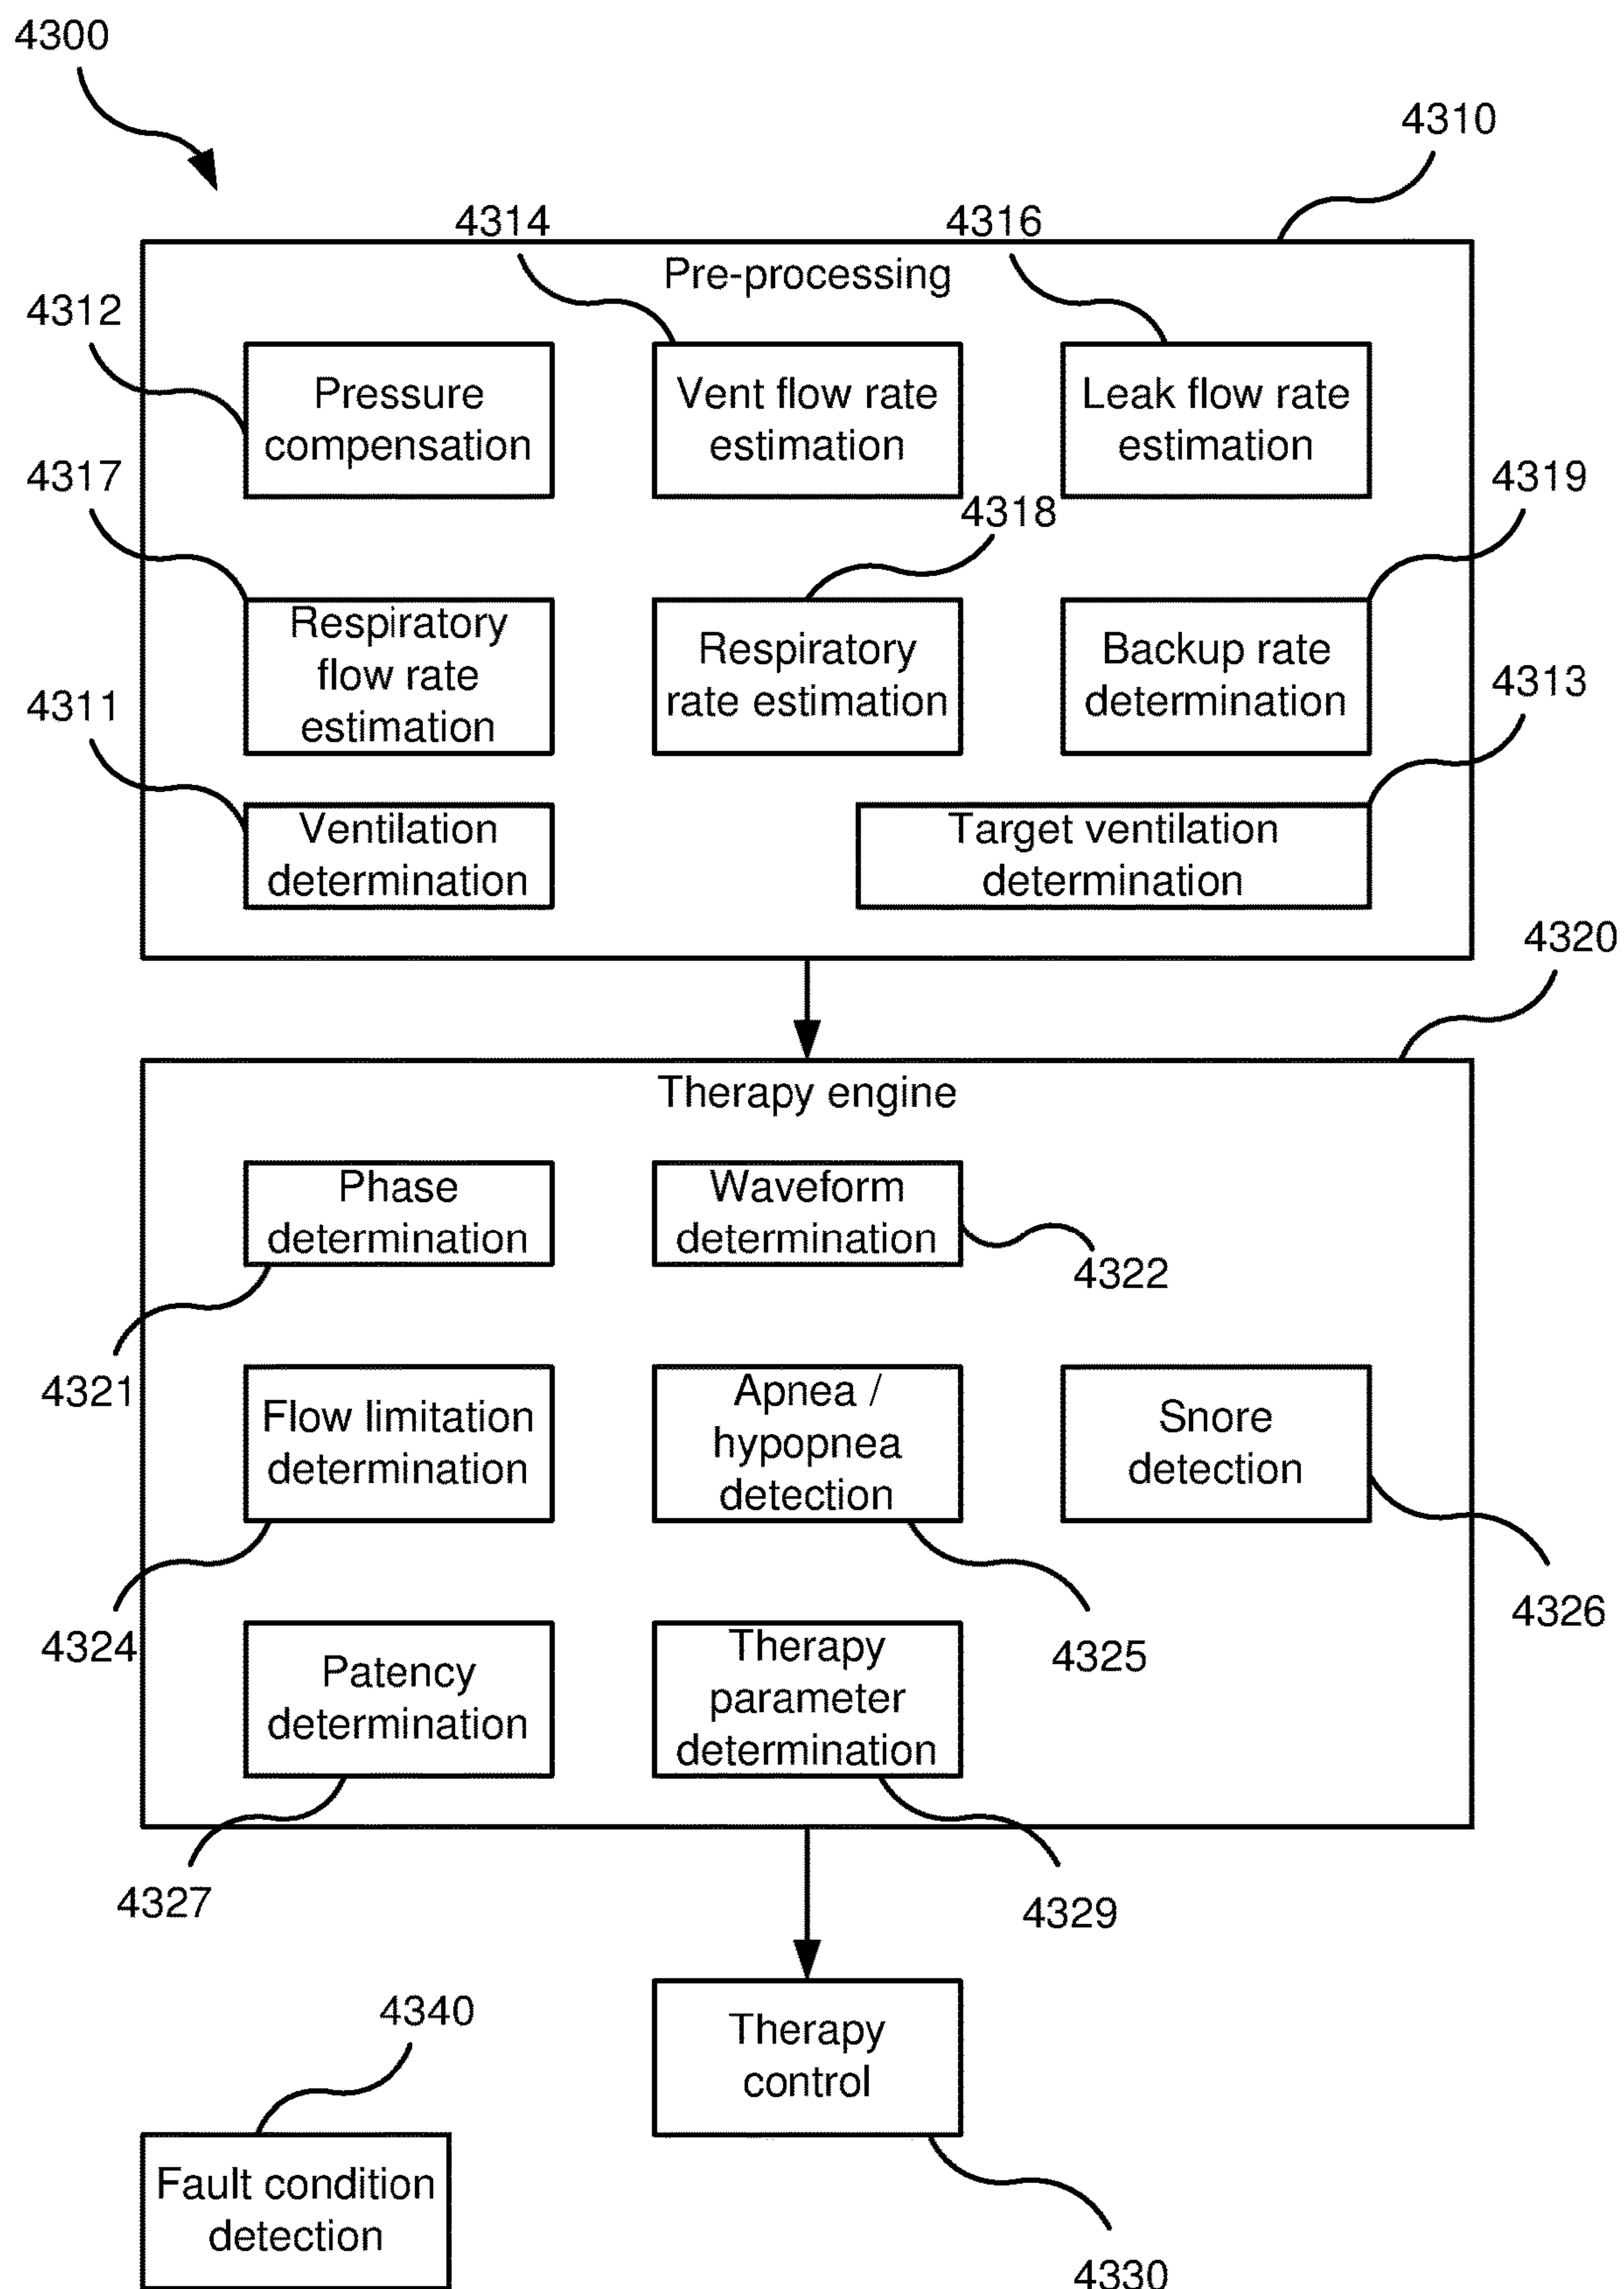 4300
4310
4314
4316
Pre-processing
4312
Pressure
compensation
Vent flow rate
estimation
Leak flow rate
estimation
4317
4318
4319
Respiratory
flow rate
estimation
Respiratory
rate estimation
Backup rate
determination
4311
4313
Ventilation
determination
Target ventilation
determination
4320
Therapy engine
Phase
determination
Waveform
determination
4322
4321
Flow limitation
determination
Apnea /
hypopnea
detection
Snore
detection
4326
4324
4325
Patency
determination
Therapy
parameter
determination
4327
4329
4340
Therapy
control
Fault condition
detection
4330